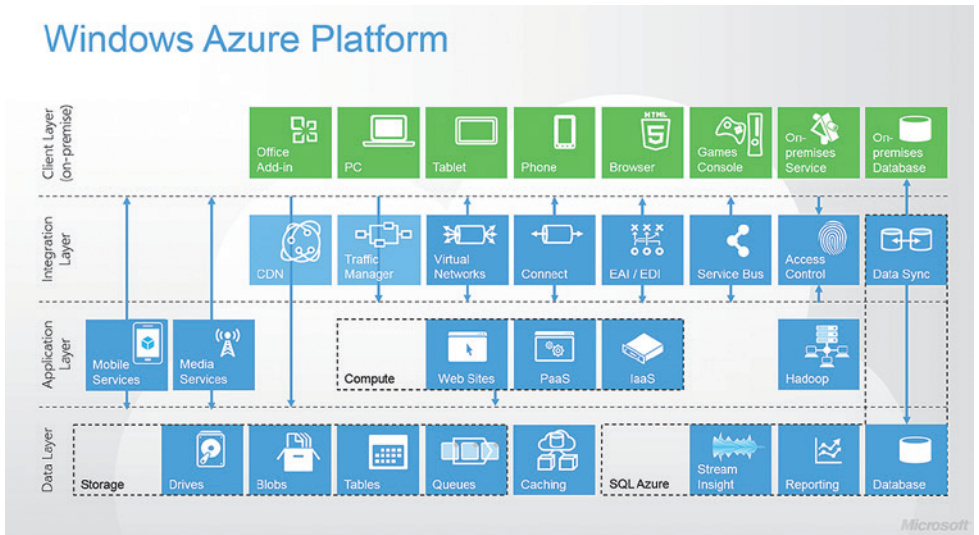 Windows Azure Platform
Client Layer
(on-premise)
Office
Add-in
PC
Tablet
Phone
HTML
5
Browser
Games
Console
On-
premises
Service
On-
premises
Database
Integration
Layer
CDN
Traffic
Manager
Virtual
Networks
Connect
EAI / EDI
Service Bus
Access
Control
Data Sync
Application
Layer
Mobile
Services
Media
Services
Compute
Web Sites
PaaS
IaaS
Hadoop
Data Layer
Storage
Drives
Blobs
Tables
Queues
Caching
SQL Azure
Stream
Insight
Reporting
Database
Microsoft